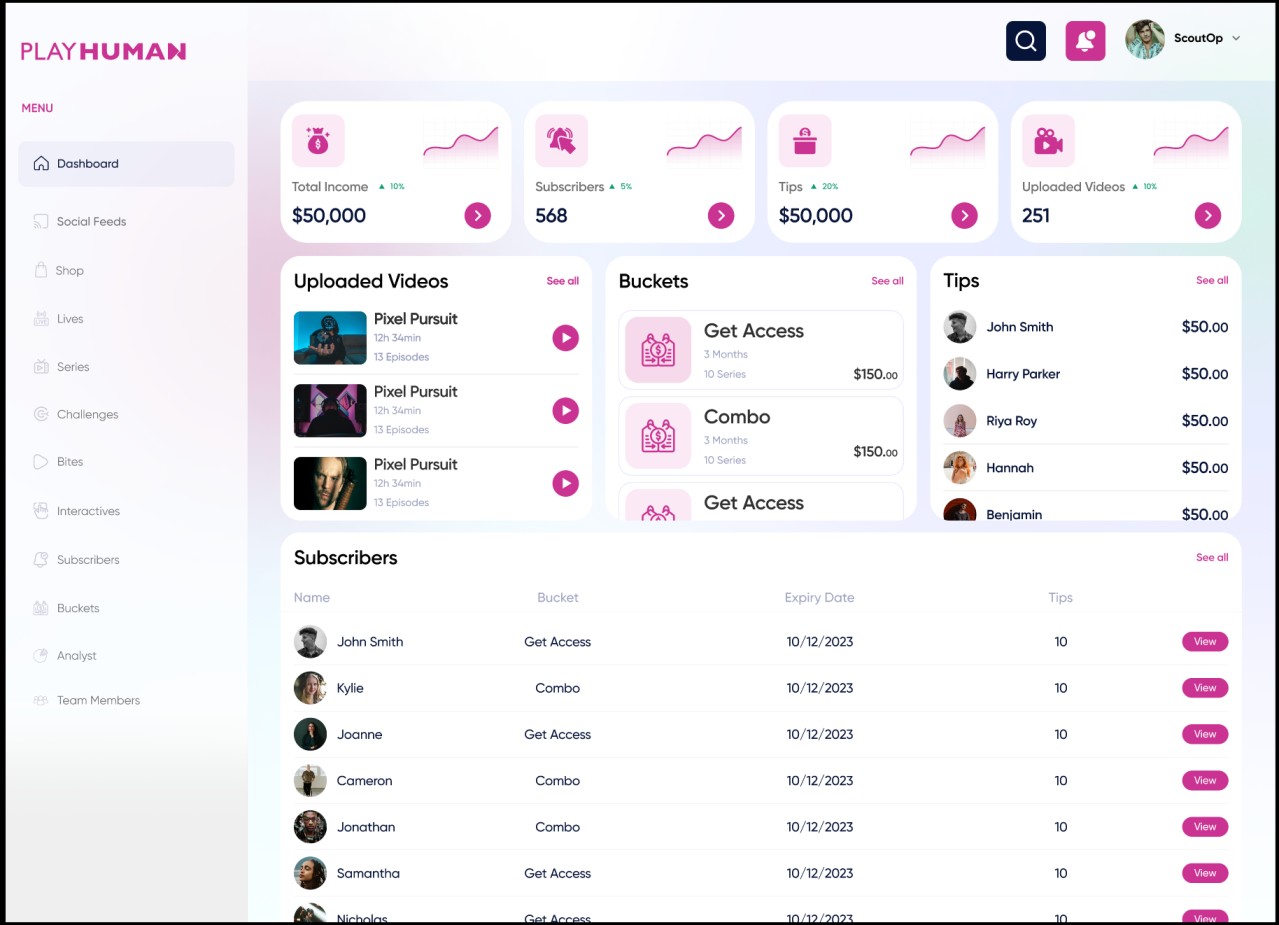 PLAYHUMAN
ScoutOp
MENU
Dashboard
Social Feeds
Shop
Lives
Series
Challenges
Bites
Interactives
Subscribers
Buckets
Analyst
Team Members
Total Income ▲ 10%
$50,000
Subscribers ▲ 5%
568
Tips ▲ 20%
$50,000
Uploaded Videos ▲ 10%
251
Uploaded Videos See all
Pixel Pursuit
12h 34min
13 Episodes
Pixel Pursuit
12h 34min
13 Episodes
Pixel Pursuit
12h 34min
13 Episodes
Buckets See all
Get Access
3 Months
10 Series $150.00
Combo
3 Months
10 Series $150.00
Get Access
Tips See all
John Smith $50.00
Harry Parker $50.00
Riya Roy $50.00
Hannah $50.00
Benjamin $50.00
Subscribers See all
Name Bucket Expiry Date Tips
John Smith Get Access 10/12/2023 10 View
Kylie Combo 10/12/2023 10 View
Joanne Get Access 10/12/2023 10 View
Cameron Combo 10/12/2023 10 View
Jonathan Combo 10/12/2023 10 View
Samantha Get Access 10/12/2023 10 View
Nicholas Get Access 10/12/2023 10 View